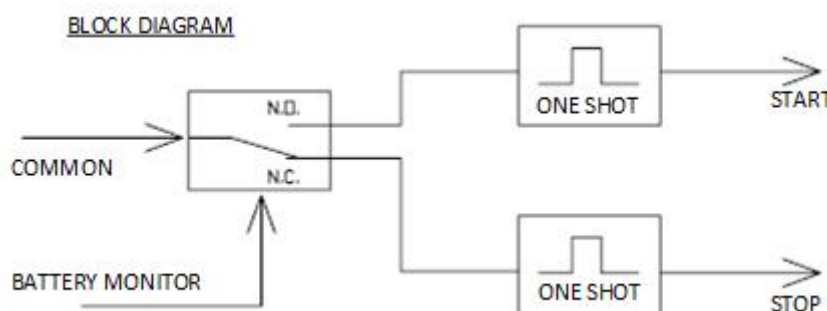 BLOCK DIAGRAM
N.O.
ONE SHOT
START
COMMON
N.C.
BATTERY MONITOR
ONE SHOT
STOP